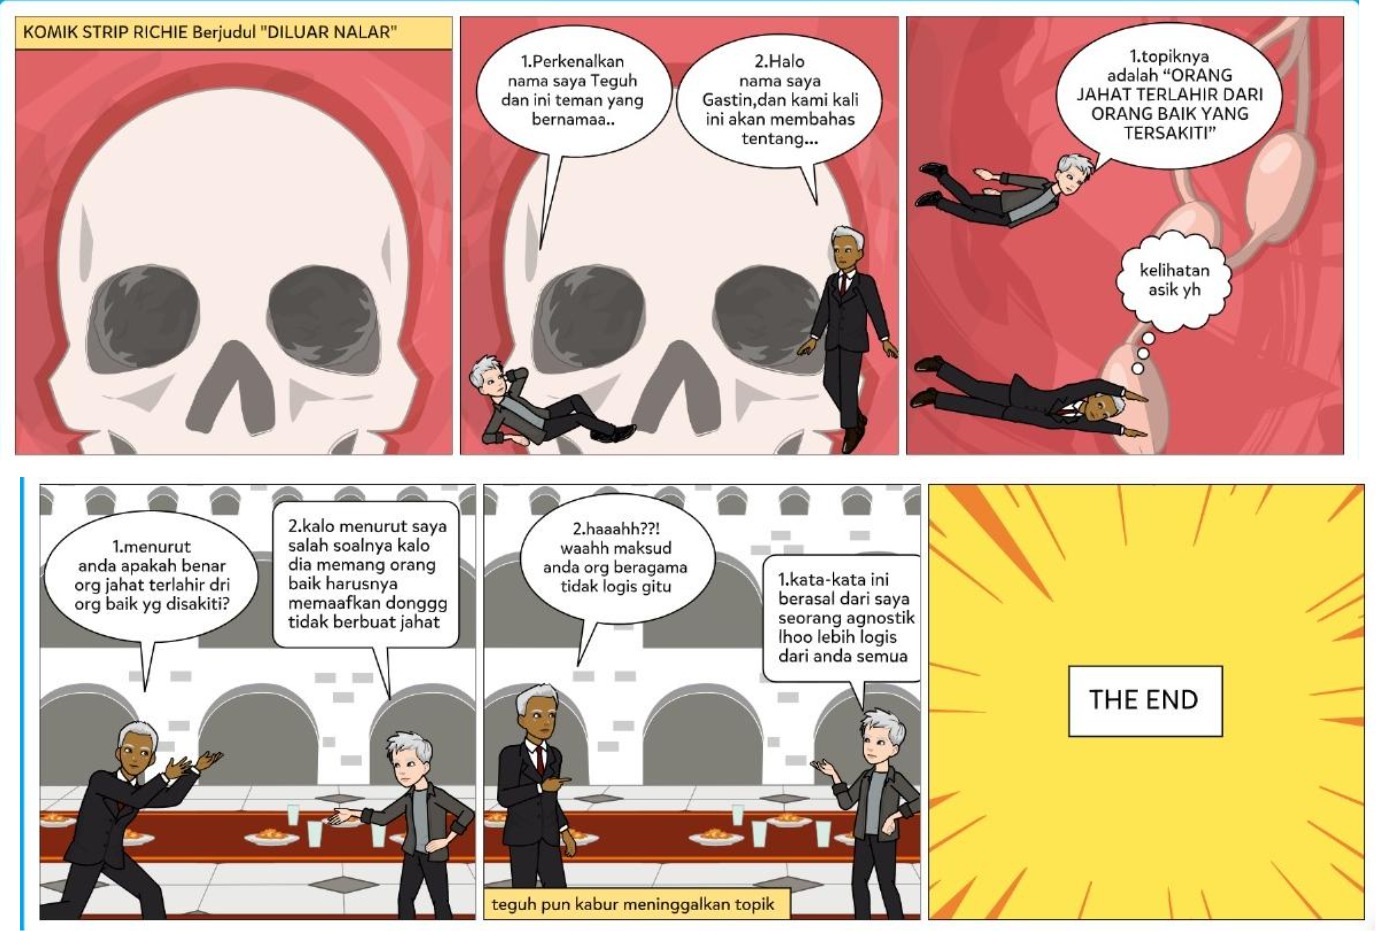 KOMIK STRIP RICHIE Berjudul "DILUAR NALAR"
1.Perkenalkan
nama saya Teguh
dan ini teman yang
bernamaa..
2.Halo
nama saya
Gastin,dan kami kali
ini akan membahas
tentang...
1.topiknya
adalah “ORANG
JAHAT TERLAHIR DARI
ORANG BAIK YANG
TERSAKITI”
kelihatan
asik yh
1.menurut
anda apakah benar
org jahat terlahir dri
org baik yg disakiti?
2.kalo menurut saya
salah soalnya kalo
dia memang orang
baik harusnya
memaafkan donggg
tidak berbuat jahat
1.kata-kata ini
berasal dari saya
seorang agnostik
lhoo lebih logis
dari anda semua
2.haaahh??!
waahh maksud
anda org beragama
tidak logis gitu
teguh pun kabur meninggalkan topik
THE END